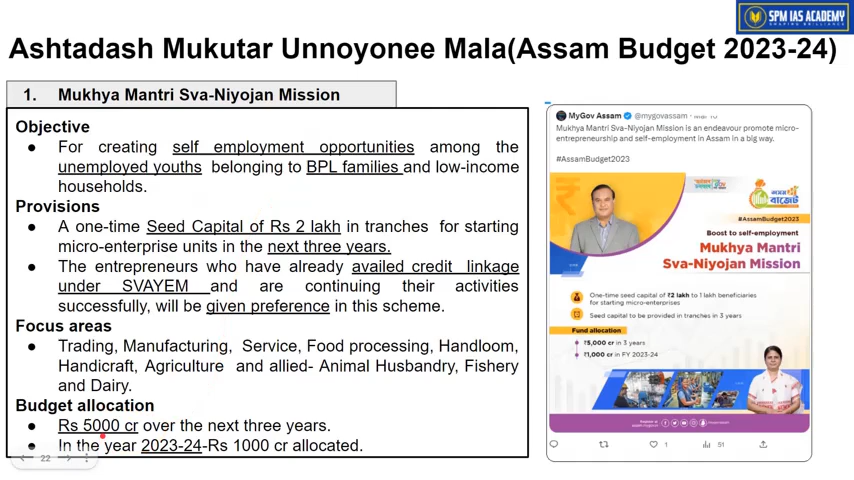 SPM IAS ACADEMY
SHAPING BRILLIANCE
Ashtadash Mukutar Unnoyonee Mala(Assam Budget 2023-24)
1. Mukhya Mantri Sva-Niyojan Mission
Objective
● For creating self employment opportunities among the
unemployed youths belonging to BPL families and low-income
households.
Provisions
● A one-time Seed Capital of Rs 2 lakh in tranches for starting
micro-enterprise units in the next three years.
● The entrepreneurs who have already availed credit linkage
under SVAYEM and are continuing their activities
successfully, will be given preference in this scheme.
Focus areas
● Trading, Manufacturing, Service, Food processing, Handloom,
Handicraft, Agriculture and allied- Animal Husbandry, Fishery
and Dairy.
Budget allocation
● Rs 5000 cr over the next three years.
● In the year 2023-24-Rs 1000 cr allocated.
22
MyGov Assam @mygovassam
Mukhya Mantri Sva-Niyojan Mission is an endeavour promote micro-
entrepreneurship and self-employment in Assam in a big way.
#AssamBudget2023
বাজেট
#AssamBudget2023
Boost to self-employment
Mukhya Mantri
Sva-Niyojan Mission
One-time seed capital of ₹2 lakh to 1 lakh beneficiaries
for starting micro-enterprises
Seed capital to be provided in tranches in 3 years
Fund allocation
₹5,000 cr in 3 years
₹1,000 cr in FY 2023-24
1
51